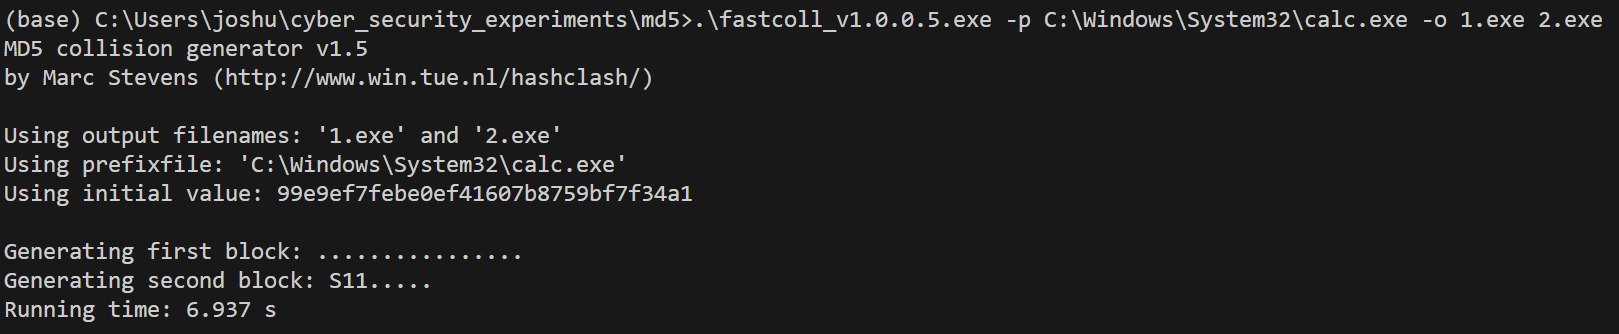 (base) C:\Users\joshu\cyber_security_experiments\md5>.\fastcoll_v1.0.0.5.exe -p C:\Windows\System32\calc.exe -o 1.exe 2.exe
MD5 collision generator v1.5
by Marc Stevens (http://www.win.tue.nl/hashclash/)
Using output filenames: '1.exe' and '2.exe'
Using prefixfile: 'C:\Windows\System32\calc.exe'
Using initial value: 99e9ef7febe0ef41607b8759bf7f34a1
Generating first block: ................
Generating second block: S11.....
Running time: 6.937 s